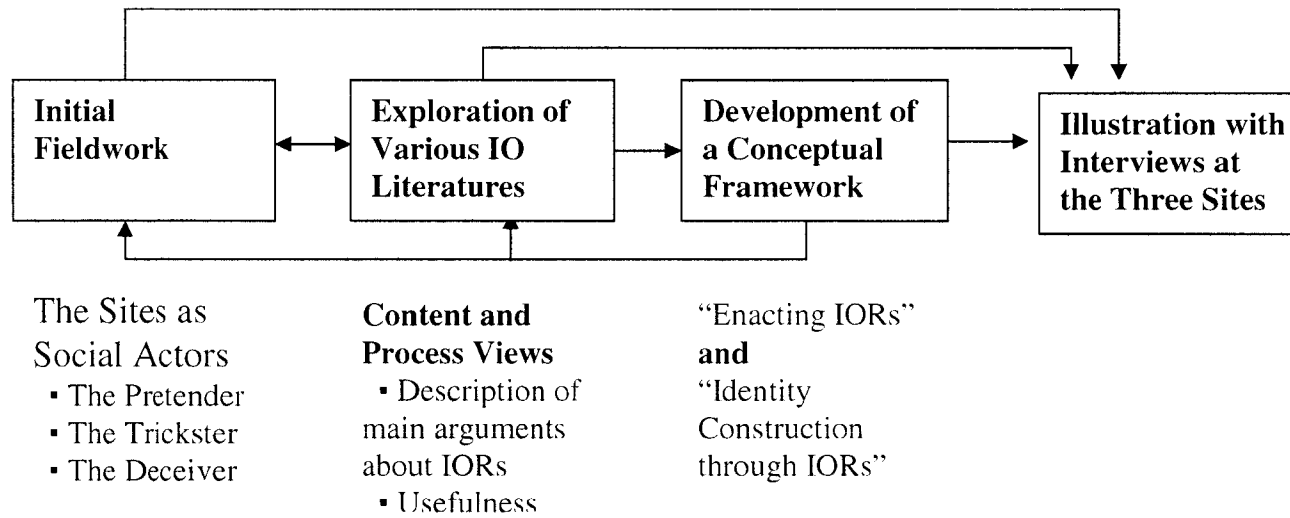 Initial
Fieldwork
Exploration of
Various IO
Literatures
Development of
a Conceptual
Framework
Illustration with
Interviews at
the Three Sites
The Sites as
Social Actors
▪ The Pretender
▪ The Trickster
▪ The Deceiver
Content and
Process Views
▪ Description of
main arguments
about IORs
▪ Usefulness
“Enacting IORs”
and
“Identity
Construction
through IORs”